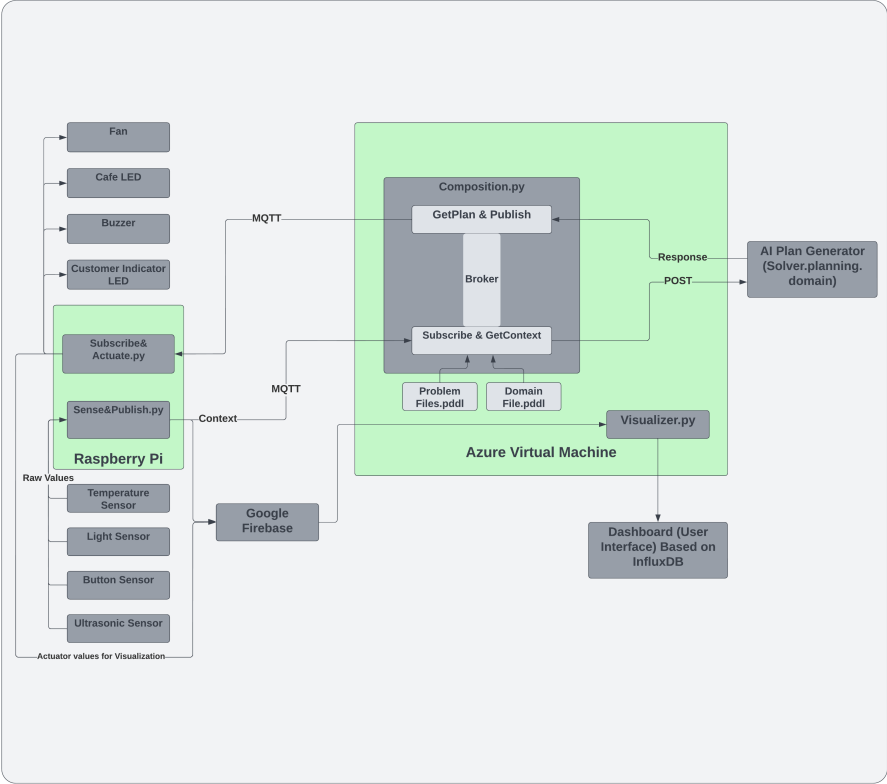 Fan
Cafe LED
Buzzer
Customer Indicator
LED
Subscribe&
Actuate.py
Sense&Publish.py
Raspberry Pi
Raw Values
Temperature
Sensor
Light Sensor
Button Sensor
Ultrasonic Sensor
Actuator values for Visualization
MQTT
MQTT
Context
Google
Firebase
Composition.py
GetPlan & Publish
Broker
Subscribe & GetContext
Problem
Files.pddl
Domain
File.pddl
Visualizer.py
Azure Virtual Machine
Response
POST
AI Plan Generator
(Solver.planning.
domain)
Dashboard (User
Interface) Based on
InfluxDB